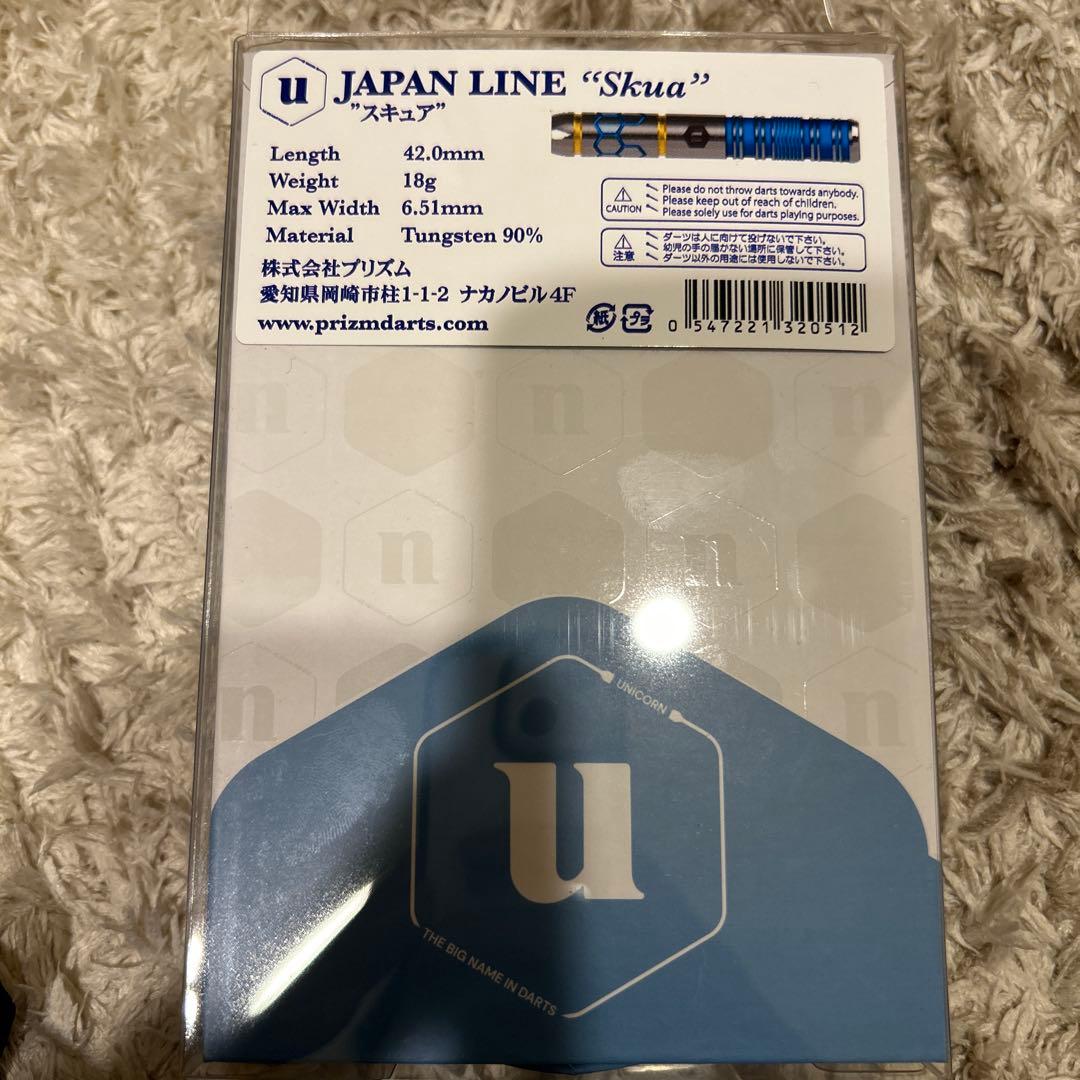 u JAPAN LINE “Skua”
”スキュア”
Length 42.0mm
Weight 18g
Max Width 6.51mm
Material Tungsten 90%
株式会社プリズム
愛知県岡崎市柱1-1-2 ナカノビル4F
www.prizmdarts.com
CAUTION
Please do not throw darts towards anybody.
Please keep out of reach of children.
Please solely use for darts playing purposes.
注意
ダーツは人に向けて投げないで下さい。
幼児の手の届かない場所に保管して下さい。
ダーツ以外の用途には使用しないで下さい。
紙 プラ
0 547221 320512
n n n
n n
n n
UNICORN
u
THE BIG NAME IN DARTS